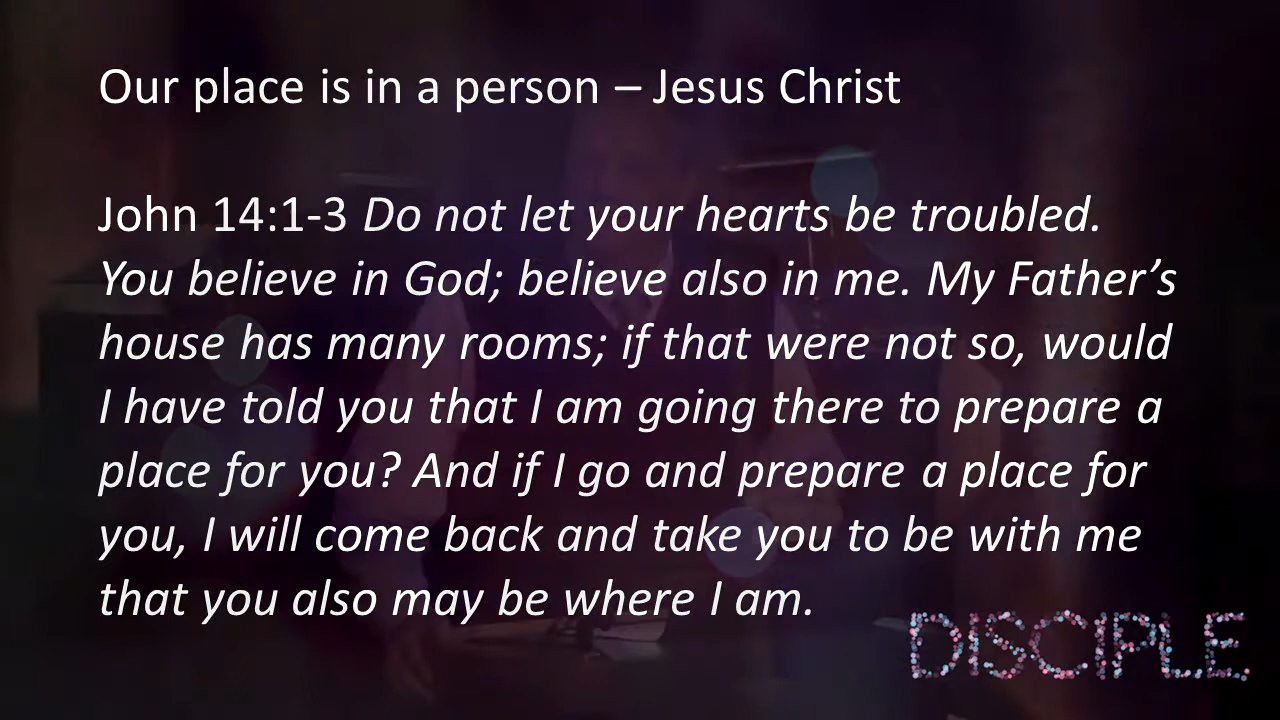 Our place is in a person – Jesus Christ
John 14:1-3 Do not let your hearts be troubled.
You believe in God; believe also in me. My Father’s
house has many rooms; if that were not so, would
I have told you that I am going there to prepare a
place for you? And if I go and prepare a place for
you, I will come back and take you to be with me
that you also may be where I am.
DISCIPLE